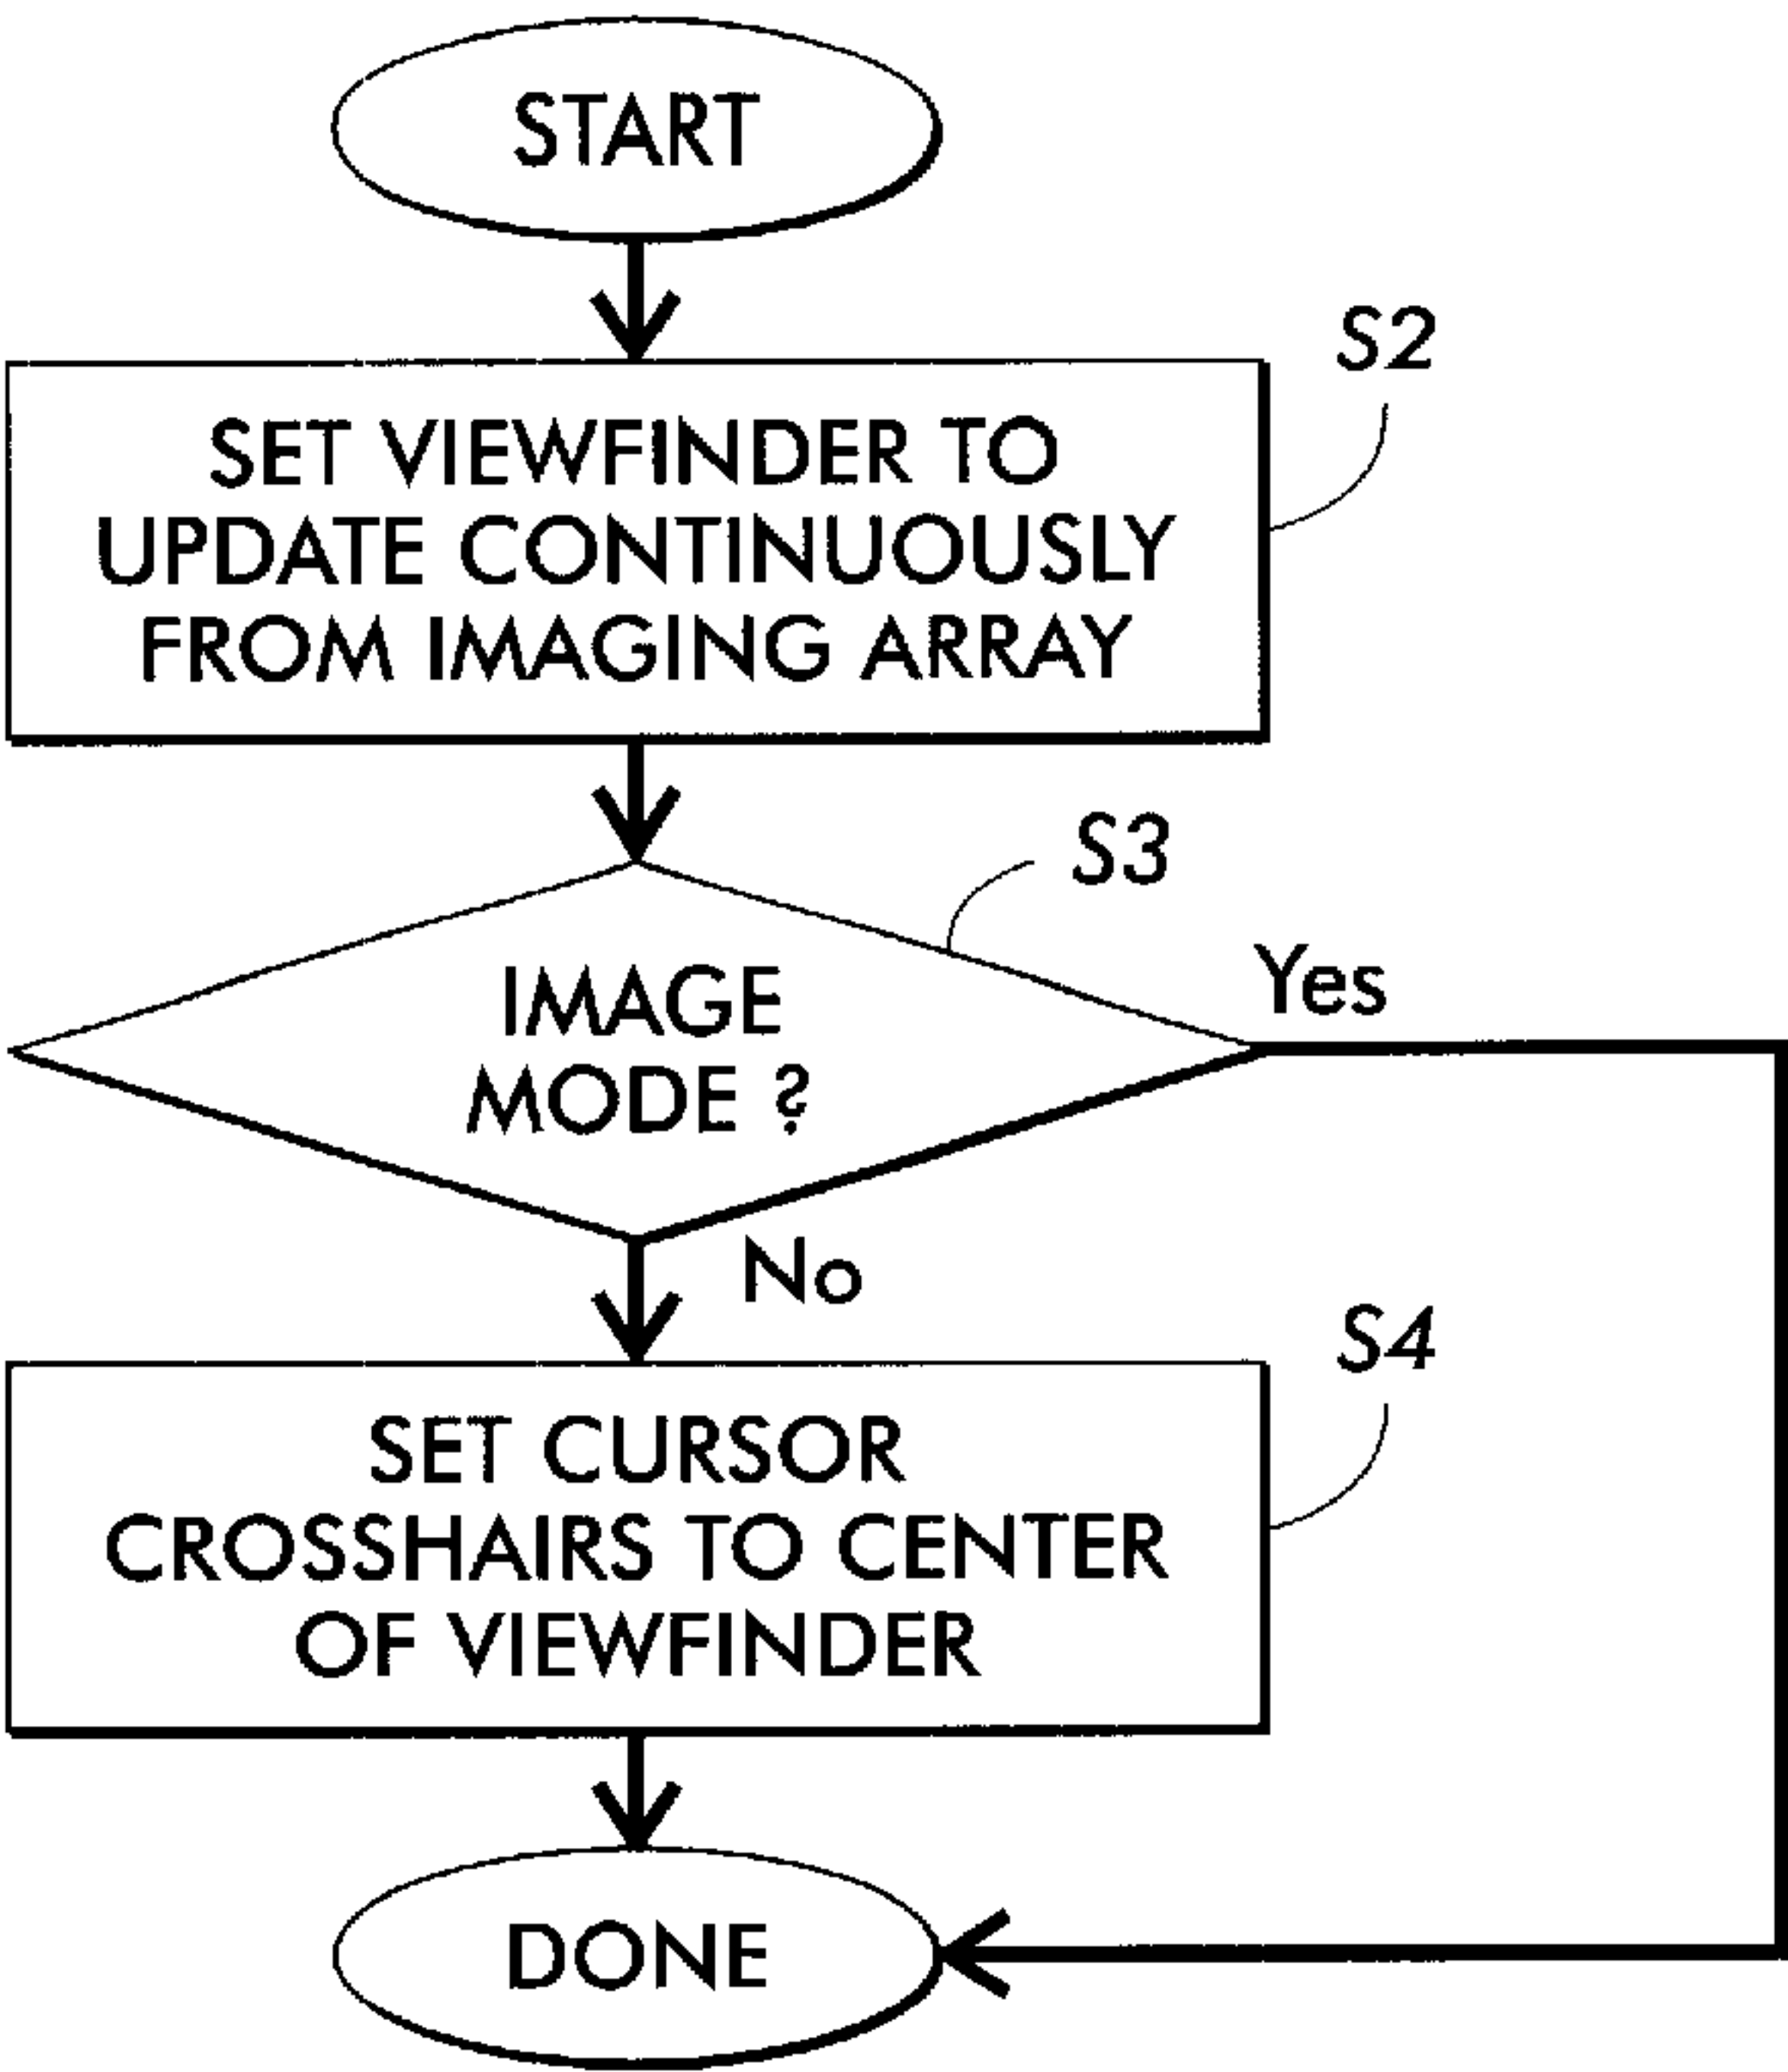 START
S2
SET VIEWFINDER TO
UPDATE CONTINUOUSLY
FROM IMAGING ARRAY
S3
Yes
IMAGE
MODE ?
No
S4
SET CURSOR
CROSSHAIRS TO CENTER
OF VIEWFINDER
DONE